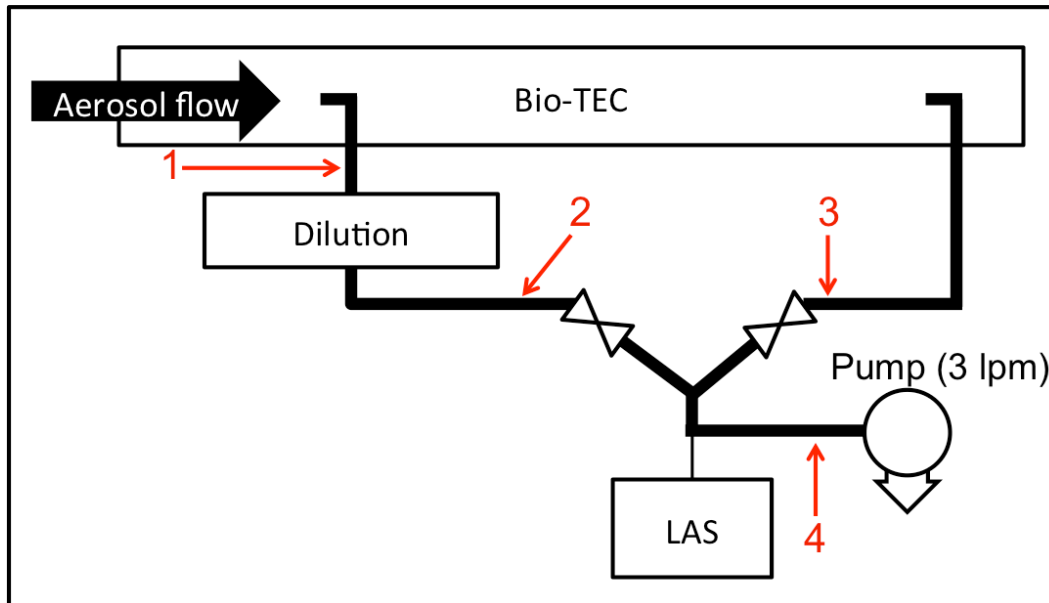 Aerosol flow
Bio-TEC
1
Dilution
2
3
Pump (3 lpm)
LAS
4